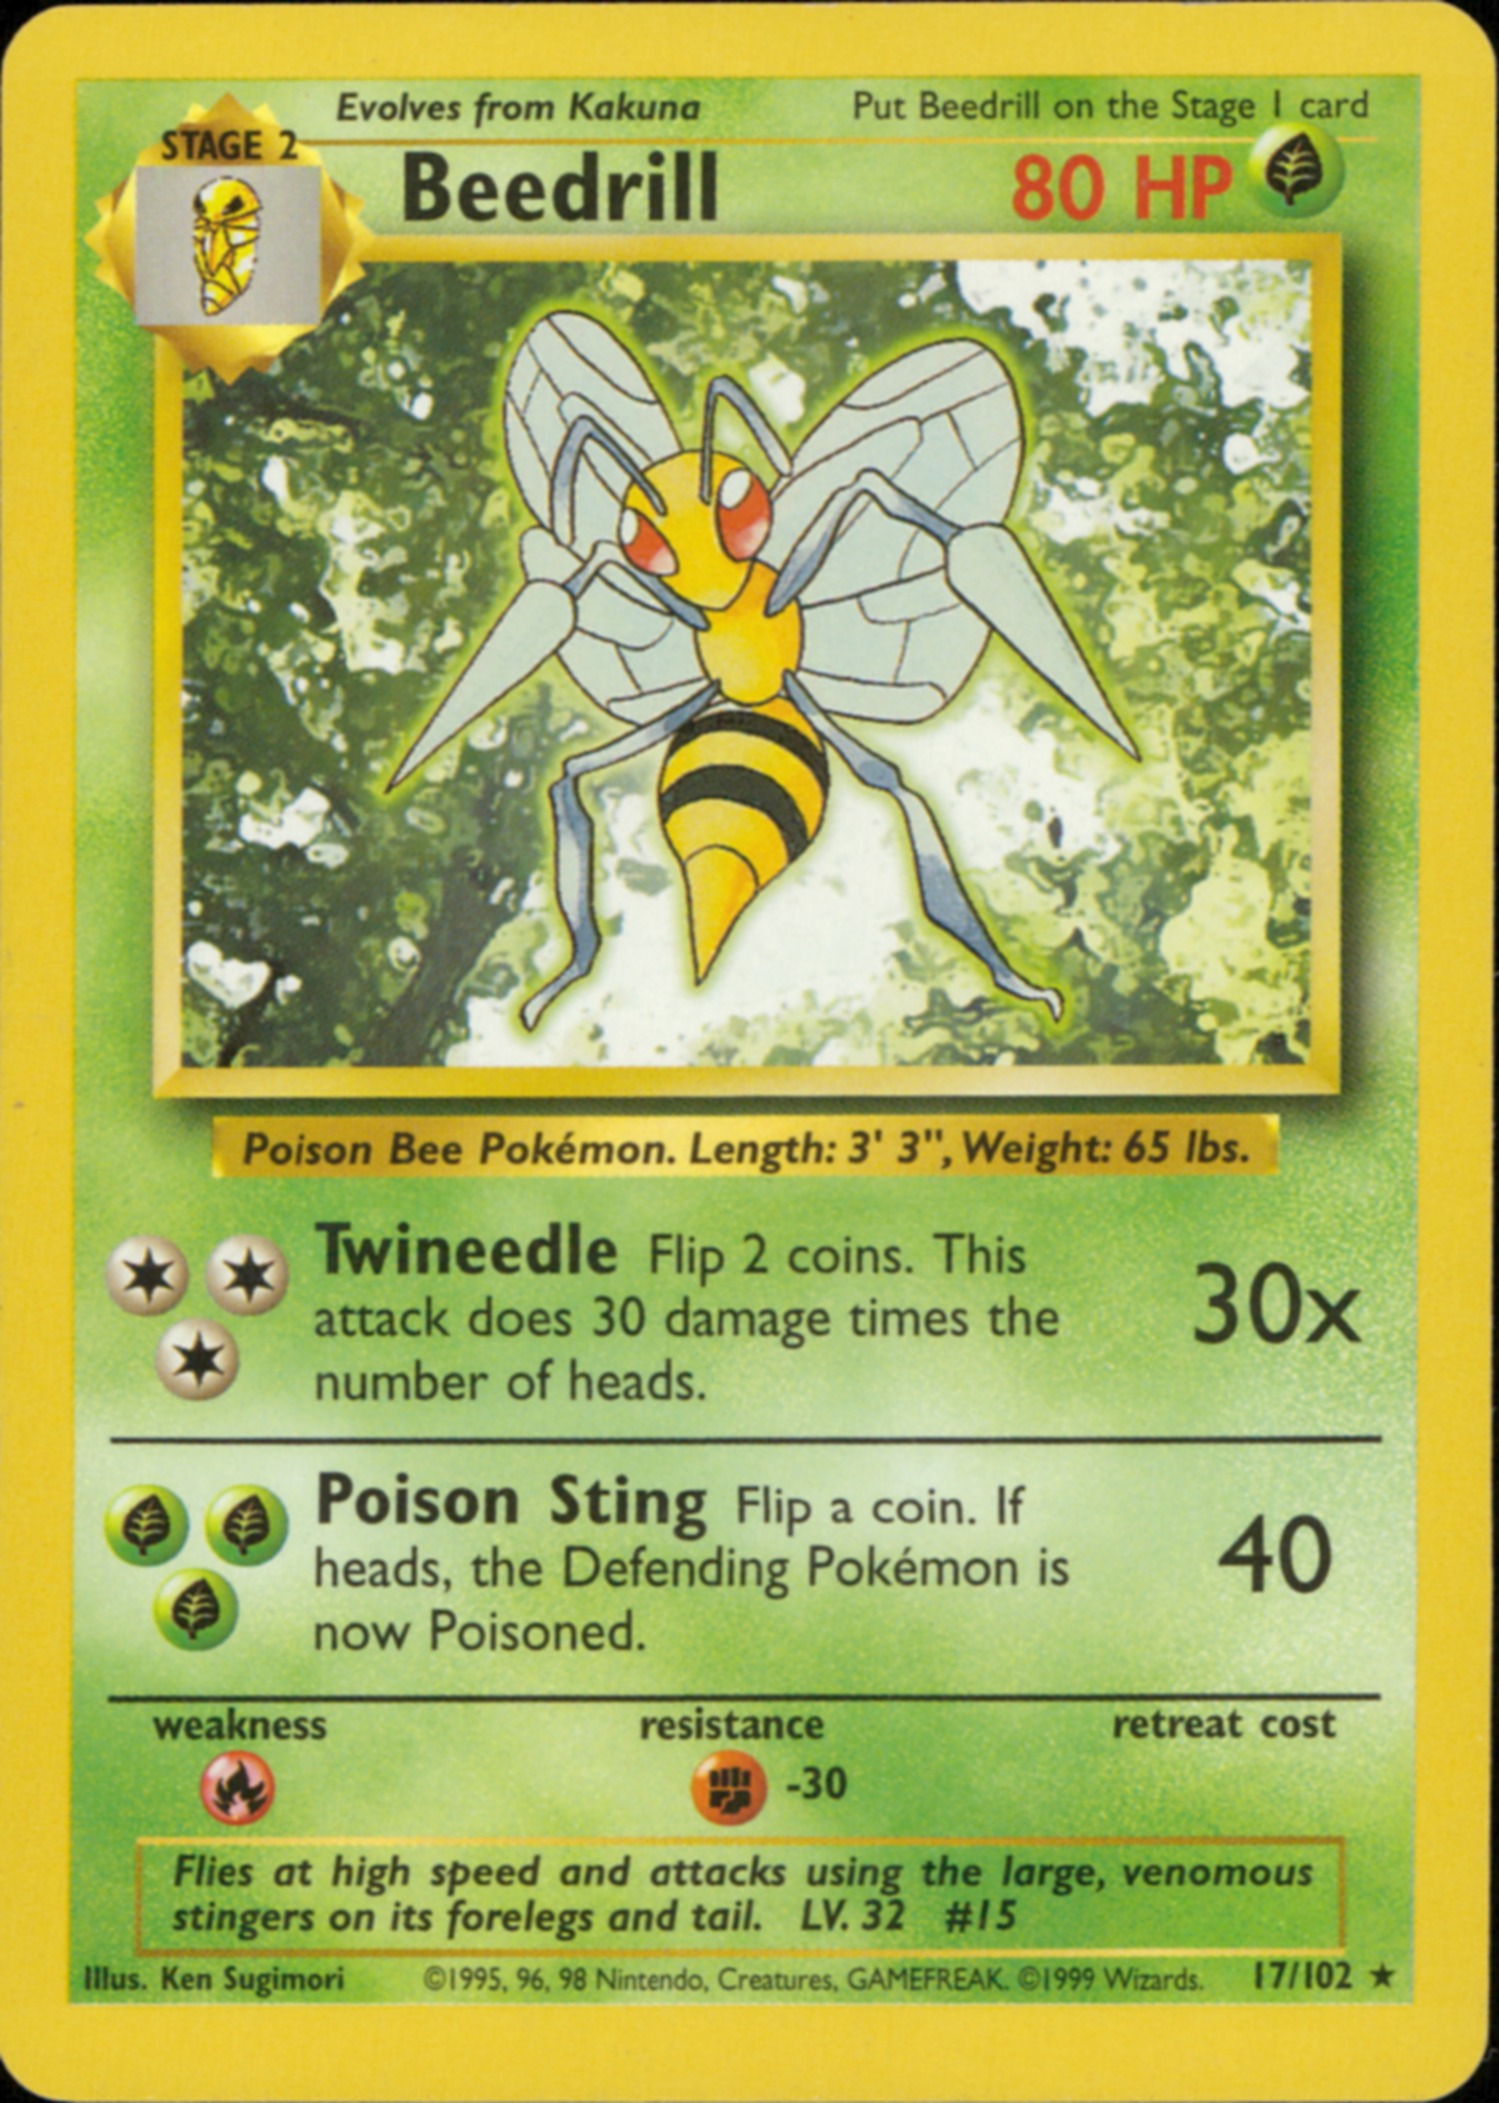 Evolves from Kakuna
Put Beedrill on the Stage 1 card
STAGE 2
Beedrill
80 HP
Poison Bee Pokémon. Length: 3' 3", Weight: 65 lbs.
Twineedle Flip 2 coins. This
attack does 30 damage times the
number of heads.
30x
Poison Sting Flip a coin. If
heads, the Defending Pokémon is
now Poisoned.
40
weakness
resistance
retreat cost
-30
Flies at high speed and attacks using the large, venomous
stingers on its forelegs and tail. LV. 32 #15
Illus. Ken Sugimori
©1995, 96, 98 Nintendo, Creatures, GAMEFREAK. ©1999 Wizards.
17/102 ★